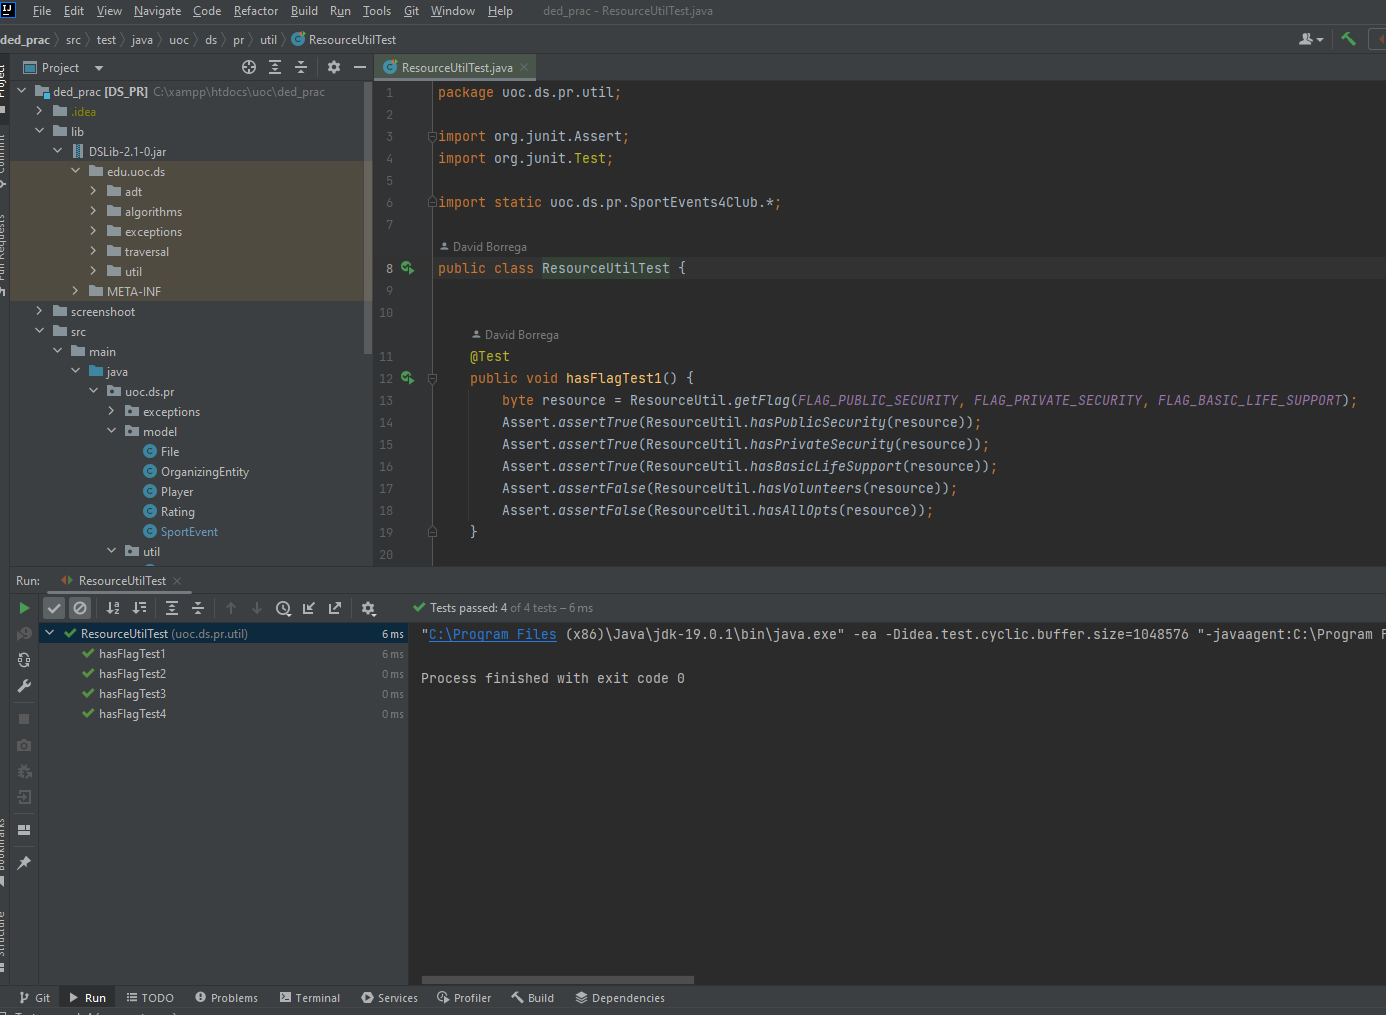 IJ File Edit View Navigate Code Refactor Build Run Tools Git Window Help ded_prac - ResourceUtilTest.java
ded_prac src test java uoc ds pr util ResourceUtilTest
Project
ResourceUtilTest.java
ded_prac [DS_PR] C:\xampp\htdocs\uoc\ded_prac
.idea
lib
DSLib-2.1-0.jar
edu.uoc.ds
adt
algorithms
exceptions
traversal
util
META-INF
screenshoot
src
main
java
uoc.ds.pr
exceptions
model
File
OrganizingEntity
Player
Rating
SportEvent
util
1 package uoc.ds.pr.util;
2
3 import org.junit.Assert;
4 import org.junit.Test;
5
6 import static uoc.ds.pr.SportEvents4Club.*;
7
David Borrega
8 public class ResourceUtilTest {
9
10
David Borrega
11 @Test
12 public void hasFlagTest1() {
13 byte resource = ResourceUtil.getFlag(FLAG_PUBLIC_SECURITY, FLAG_PRIVATE_SECURITY, FLAG_BASIC_LIFE_SUPPORT);
14 Assert.assertTrue(ResourceUtil.hasPublicSecurity(resource));
15 Assert.assertTrue(ResourceUtil.hasPrivateSecurity(resource));
16 Assert.assertTrue(ResourceUtil.hasBasicLifeSupport(resource));
17 Assert.assertFalse(ResourceUtil.hasVolunteers(resource));
18 Assert.assertFalse(ResourceUtil.hasAllOpts(resource));
19 }
20
Run: ResourceUtilTest
Tests passed: 4 of 4 tests – 6 ms
ResourceUtilTest (uoc.ds.pr.util) 6 ms
hasFlagTest1 6 ms
hasFlagTest2 0 ms
hasFlagTest3 0 ms
hasFlagTest4 0 ms
"C:\Program Files (x86)\Java\jdk-19.0.1\bin\java.exe" -ea -Didea.test.cyclic.buffer.size=1048576 "-javaagent:C:\Program F
Process finished with exit code 0
Git Run TODO Problems Terminal Services Profiler Build Dependencies